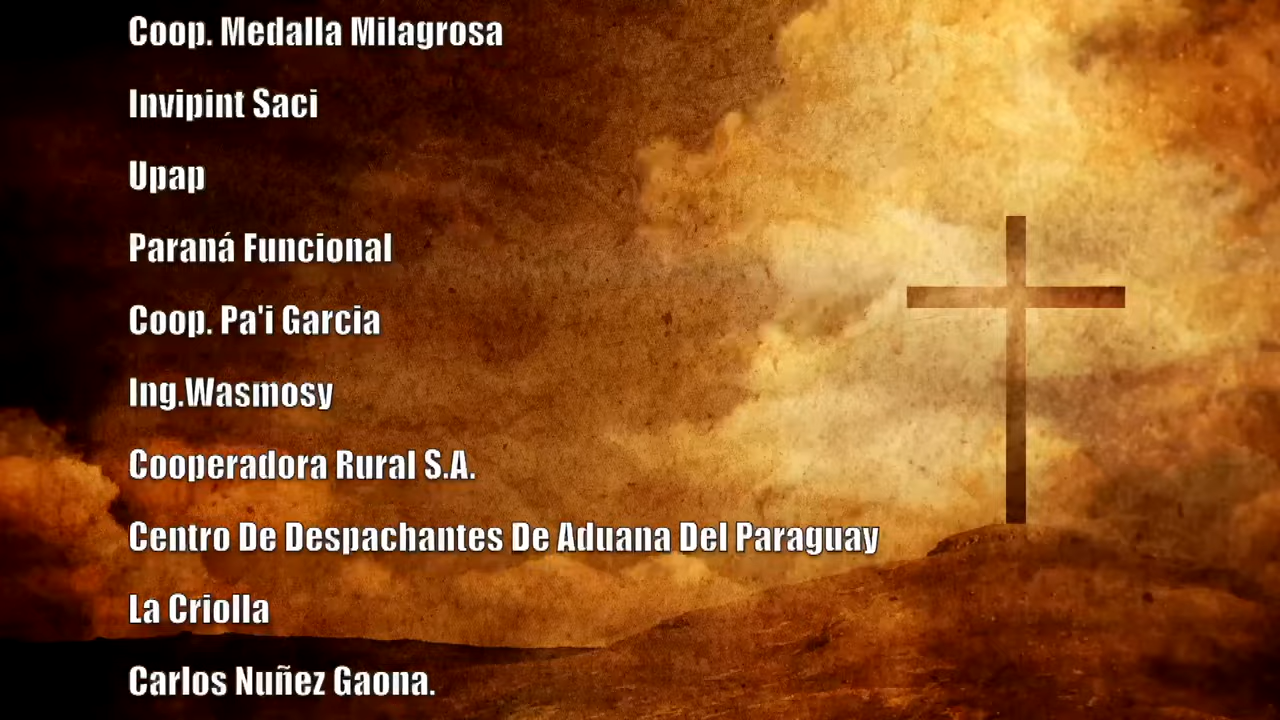 Coop. Medalla Milagrosa
Invipint Saci
Upap
Paraná Funcional
Coop. Pa'i Garcia
Ing.Wasmosy
Cooperadora Rural S.A.
Centro De Despachantes De Aduana Del Paraguay
La Criolla
Carlos Nuñez Gaona.